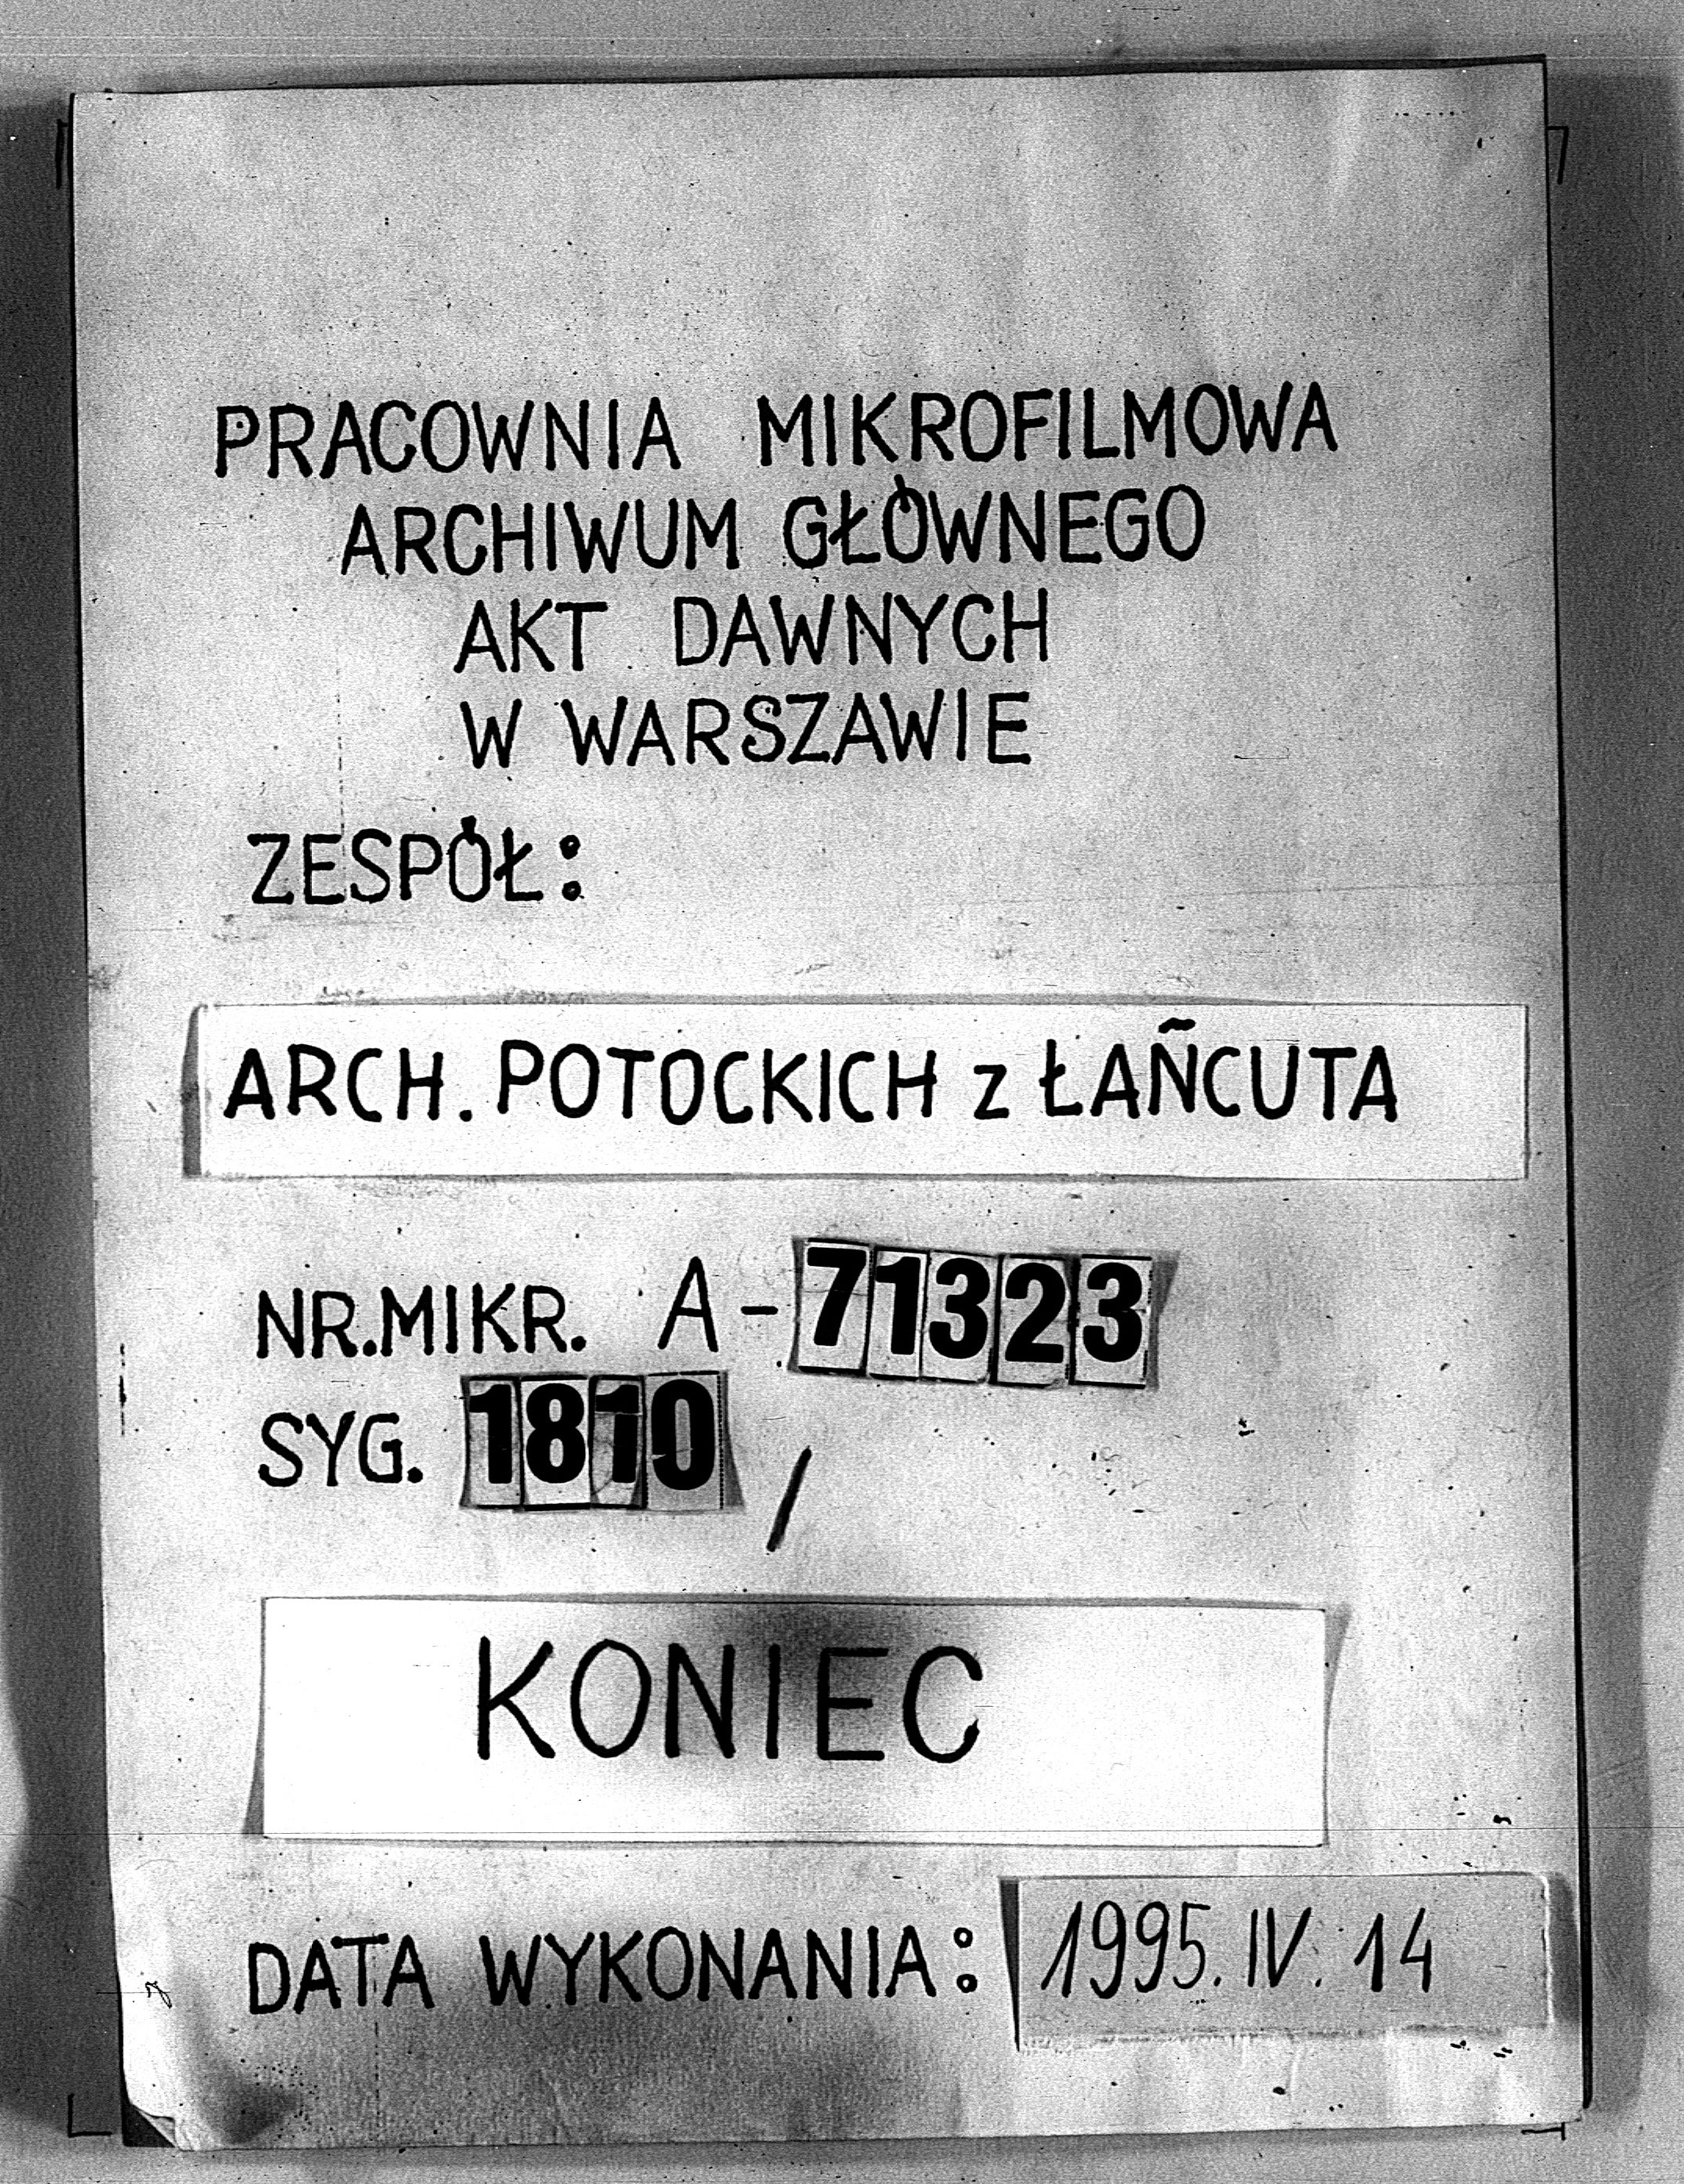 PRACOWNIA MIKROFILMOWA
ARCHIWUM GŁÓWNEGO
AKT DAWNYCH
W WARSZAWIE
ZESPÓŁ:
ARCH. POTOCKICH z ŁAŃCUTA
NR.MIKR. A-71323
SYG. 1810 /
KONIEC
DATA WYKONANIA: 1995. IV. 14